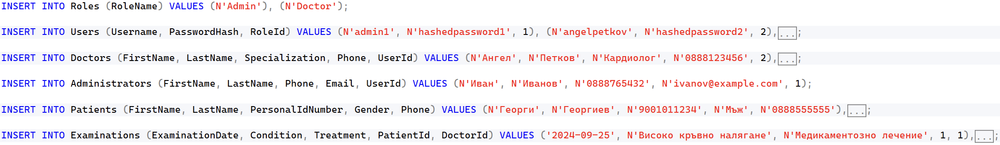 INSERT INTO Roles (RoleName) VALUES (N'Admin'), (N'Doctor');
INSERT INTO Users (Username, PasswordHash, RoleId) VALUES (N'admin1', N'hashedpassword1', 1), (N'angelpetkov', N'hashedpassword2', 2),...;
INSERT INTO Doctors (FirstName, LastName, Specialization, Phone, UserId) VALUES (N'Ангел', N'Петков', N'Кардиолог', N'0888123456', 2),...;
INSERT INTO Administrators (FirstName, LastName, Phone, Email, UserId) VALUES (N'Иван', N'Иванов', N'0888765432', N'ivanov@example.com', 1);
INSERT INTO Patients (FirstName, LastName, PersonalIdNumber, Gender, Phone) VALUES (N'Георги', N'Георгиев', N'9001011234', N'Мъж', N'0888555555'),...;
INSERT INTO Examinations (ExaminationDate, Condition, Treatment, PatientId, DoctorId) VALUES ('2024-09-25', N'Високо кръвно налягане', N'Медикаментозно лечение', 1, 1),...;